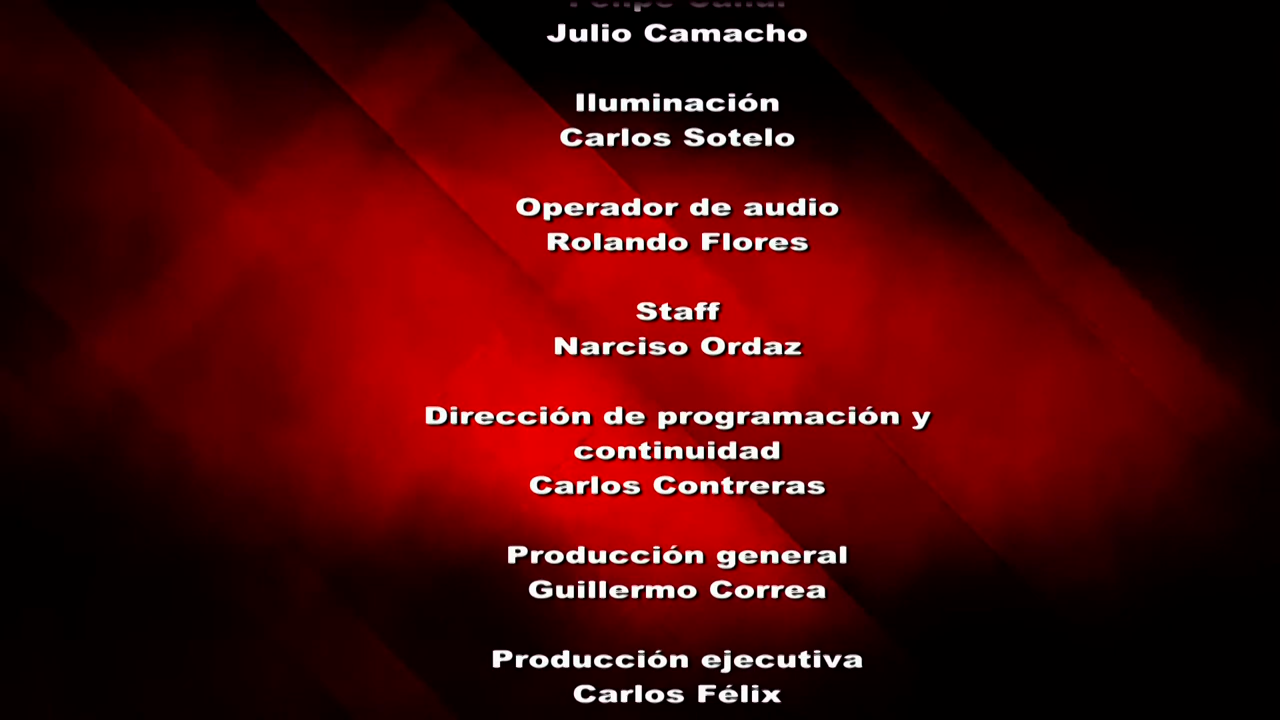 Julio Camacho
Iluminación
Carlos Sotelo
Operador de audio
Rolando Flores
Staff
Narciso Ordaz
Dirección de programación y
continuidad
Carlos Contreras
Producción general
Guillermo Correa
Producción ejecutiva
Carlos Félix